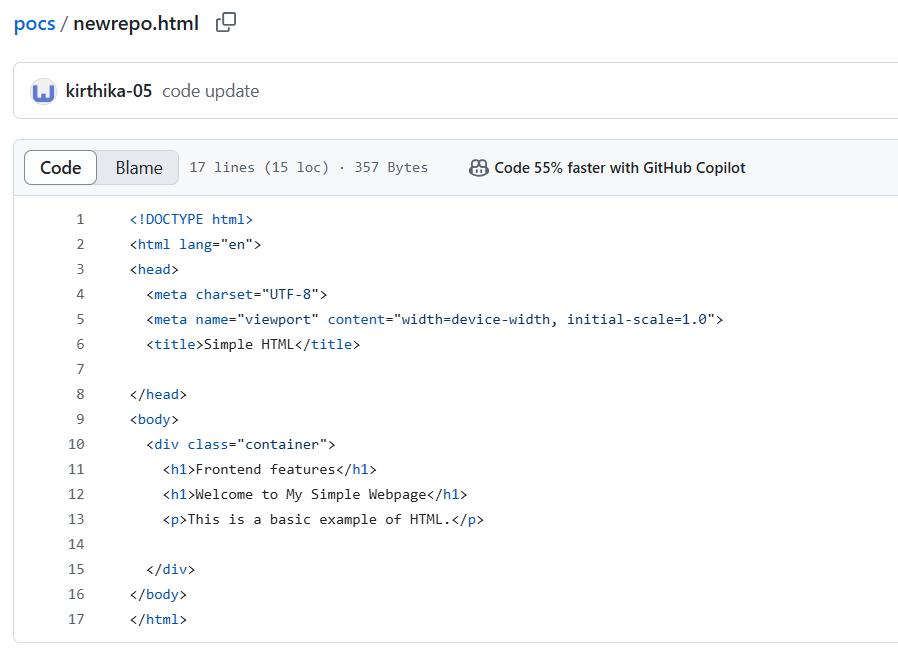 pocs / newrepo.html
kirthika-05 code update
Code Blame 17 lines (15 loc) · 357 Bytes Code 55% faster with GitHub Copilot
1 <!DOCTYPE html>
2 <html lang="en">
3 <head>
4   <meta charset="UTF-8">
5   <meta name="viewport" content="width=device-width, initial-scale=1.0">
6   <title>Simple HTML</title>
7
8 </head>
9 <body>
10   <div class="container">
11     <h1>Frontend features</h1>
12     <h1>Welcome to My Simple Webpage</h1>
13     <p>This is a basic example of HTML.</p>
14
15   </div>
16 </body>
17 </html>